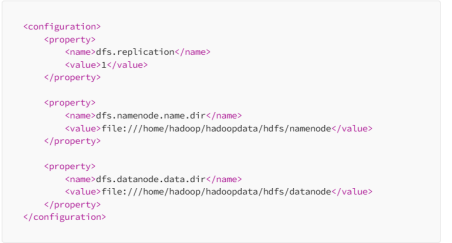 <configuration>
    <property>
        <name>dfs.replication</name>
        <value>1</value>
    </property>

    <property>
        <name>dfs.namenode.name.dir</name>
        <value>file:///home/hadoop/hadoopdata/hdfs/namenode</value>
    </property>

    <property>
        <name>dfs.datanode.data.dir</name>
        <value>file:///home/hadoop/hadoopdata/hdfs/datanode</value>
    </property>
</configuration>